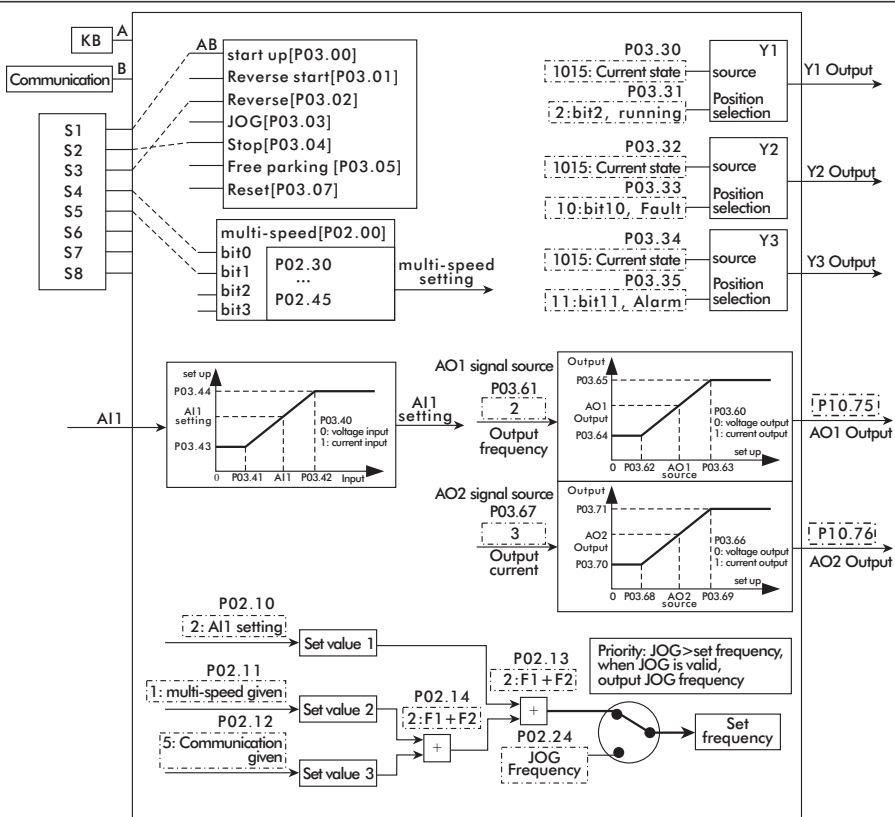 KB
A
Communication
B
S1
S2
S3
S4
S5
S6
S7
S8
AB
start up[P03.00]
Reverse start[P03.01]
Reverse[P03.02]
JOG[P03.03]
Stop[P03.04]
Free parking [P03.05]
Reset[P03.07]
multi-speed[P02.00]
bit0
bit1
bit2
bit3
P02.30
...
P02.45
multi-speed
setting
P03.30
1015: Current state
P03.31
2:bit2, running
Y1
source
Position
selection
Y1 Output
P03.32
1015: Current state
P03.33
10:bit10, Fault
Y2
source
Position
selection
Y2 Output
P03.34
1015: Current state
P03.35
11:bit11, Alarm
Y3
source
Position
selection
Y3 Output
AI1
set up
P03.44
AI1
setting
P03.43
P03.40
0: voltage input
1: current input
0 P03.41 AI1 P03.42 Input
AI1
setting
AO1 signal source
P03.61
2
Output
frequency
Output
P03.65
AO1
Output
P03.64
P03.60
0: voltage output
1: current output
set up
0 P03.62 AO1 P03.63
source
P10.75
AO1 Output
AO2 signal source
P03.67
3
Output
current
Output
P03.71
AO2
Output
P03.70
P03.66
0: voltage output
1: current output
set up
0 P03.68 AO2 P03.69
source
P10.76
AO2 Output
P02.10
2: AI1 setting
Set value 1
P02.11
1: multi-speed given
Set value 2
P02.12
5: Communication
given
Set value 3
P02.14
2:F1+F2
+
P02.13
2:F1+F2
+
P02.24
JOG
Frequency
Priority: JOG>set frequency,
when JOG is valid,
output JOG frequency
Set
frequency